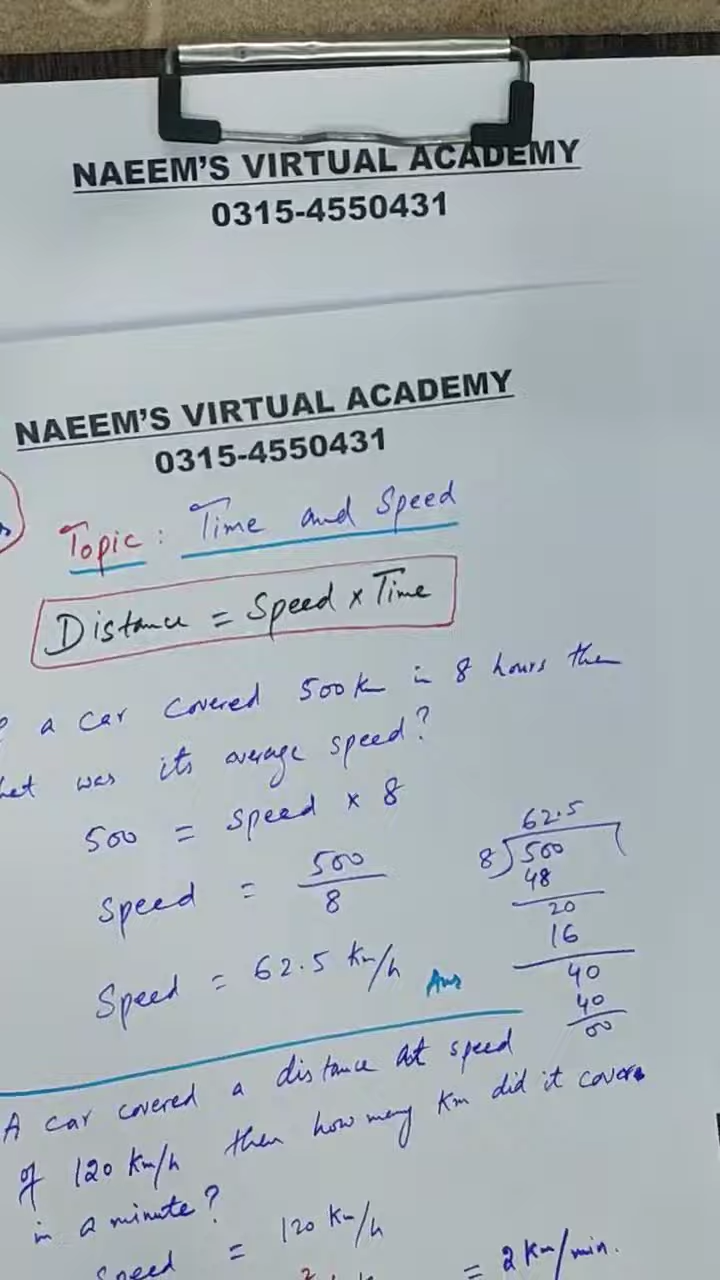 NAEEM'S VIRTUAL ACADEMY
0315-4550431
NAEEM'S VIRTUAL ACADEMY
0315-4550431
Topic: Time and Speed
Distance = Speed x Time
a car covered 500 km in 8 hours then
was its average speed?
500 = Speed x 8
Speed = 500
8
Speed = 62.5 Km/h Ans
62.5
8 500
48
20
16
40
40
00
A car covered a distance at speed
of 120 Km/h then how many Km did it cover
in a minute?
Speed = 120 Km/h
2
= 2 Km/min.